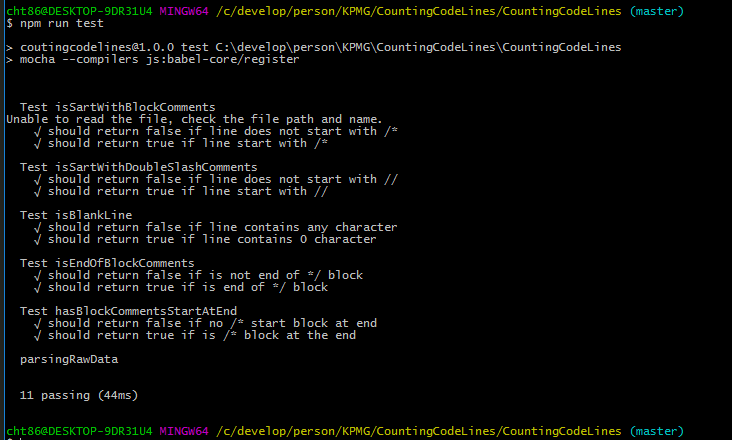 cht86@DESKTOP-9DR31U4 MINGW64 /c/develop/person/KPMG/CountingCodeLines/CountingCodeLines (master)
$ npm run test
> coutingcodelines@1.0.0 test C:\develop\person\KPMG\CountingCodeLines\CountingCodeLines
> mocha --compilers js:babel-core/register
Test isSartWithBlockComments
Unable to read the file, check the file path and name.
√ should return false if line does not start with /*
√ should return true if line start with /*
Test isSartWithDoubleSlashComments
√ should return false if line does not start with //
√ should return true if line start with //
Test isBlankLine
√ should return false if line contains any character
√ should return true if line contains 0 character
Test isEndOfBlockComments
√ should return false if is not end of */ block
√ should return true if is end of */ block
Test hasBlockCommentsStartAtEnd
√ should return false if no /* start block at end
√ should return true if is /* block at the end
parsingRawData
11 passing (44ms)
cht86@DESKTOP-9DR31U4 MINGW64 /c/develop/person/KPMG/CountingCodeLines/CountingCodeLines (master)